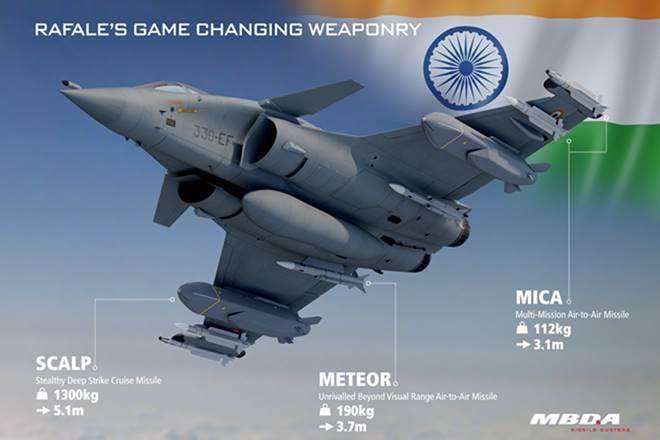 RAFALE'S GAME CHANGING WEAPONRY
330-EF
MICA
Multi-Mission Air-to-Air Missile
112kg
3.1m
SCALP
Stealthy Deep Strike Cruise Missile
1300kg
5.1m
METEOR
Unrivalled Beyond Visual Range Air-to-Air Missile
190kg
3.7m
MBDA
MISSILE SYSTEMS